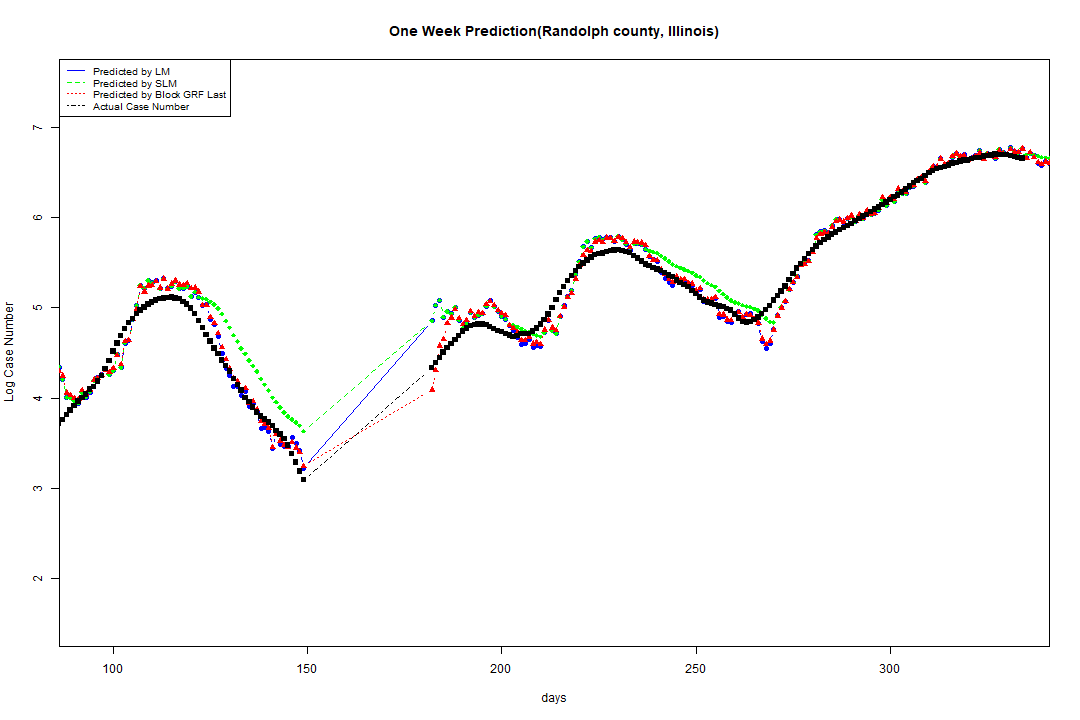 One Week Prediction(Randolph county, Illinois)
Predicted by LM
Predicted by SLM
Predicted by Block GRF Last
Actual Case Number
Log Case Number
7
6
5
4
3
2
100 150 200 250 300
days